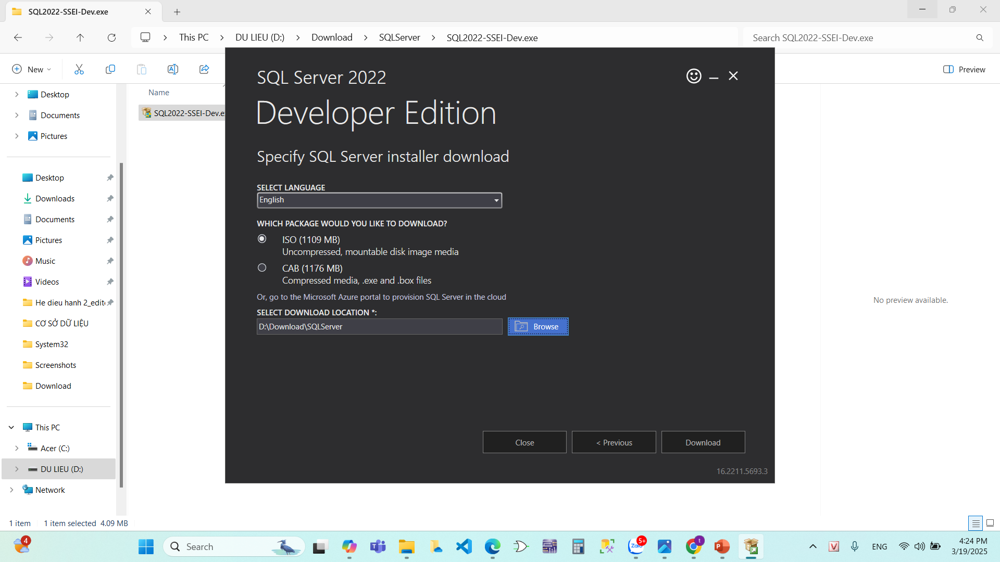 SQL2022-SSEI-Dev.exe
This PC > DU LIEU (D:) > Download > SQLServer > SQL2022-SSEI-Dev.exe
Search SQL2022-SSEI-Dev.exe
New
Preview
Desktop
Documents
Pictures
Desktop
Downloads
Documents
Pictures
Music
Videos
He dieu hanh 2_edit
CƠ SỞ DỮ LIỆU
System32
Screenshots
Download
This PC
Acer (C:)
DU LIEU (D:)
Network
Name
SQL2022-SSEI-Dev.e
SQL Server 2022
Developer Edition
Specify SQL Server installer download
SELECT LANGUAGE
English
WHICH PACKAGE WOULD YOU LIKE TO DOWNLOAD?
ISO (1109 MB)
Uncompressed, mountable disk image media
CAB (1176 MB)
Compressed media, .exe and .box files
Or, go to the Microsoft Azure portal to provision SQL Server in the cloud
SELECT DOWNLOAD LOCATION *:
D:\Download\SQLServer
Browse
Close
< Previous
Download
16.2211.5693.3
No preview available.
1 item
1 item selected 4.09 MB
4
Search
Zalo
5+
t
P
V
ENG
4:24 PM
3/19/2025